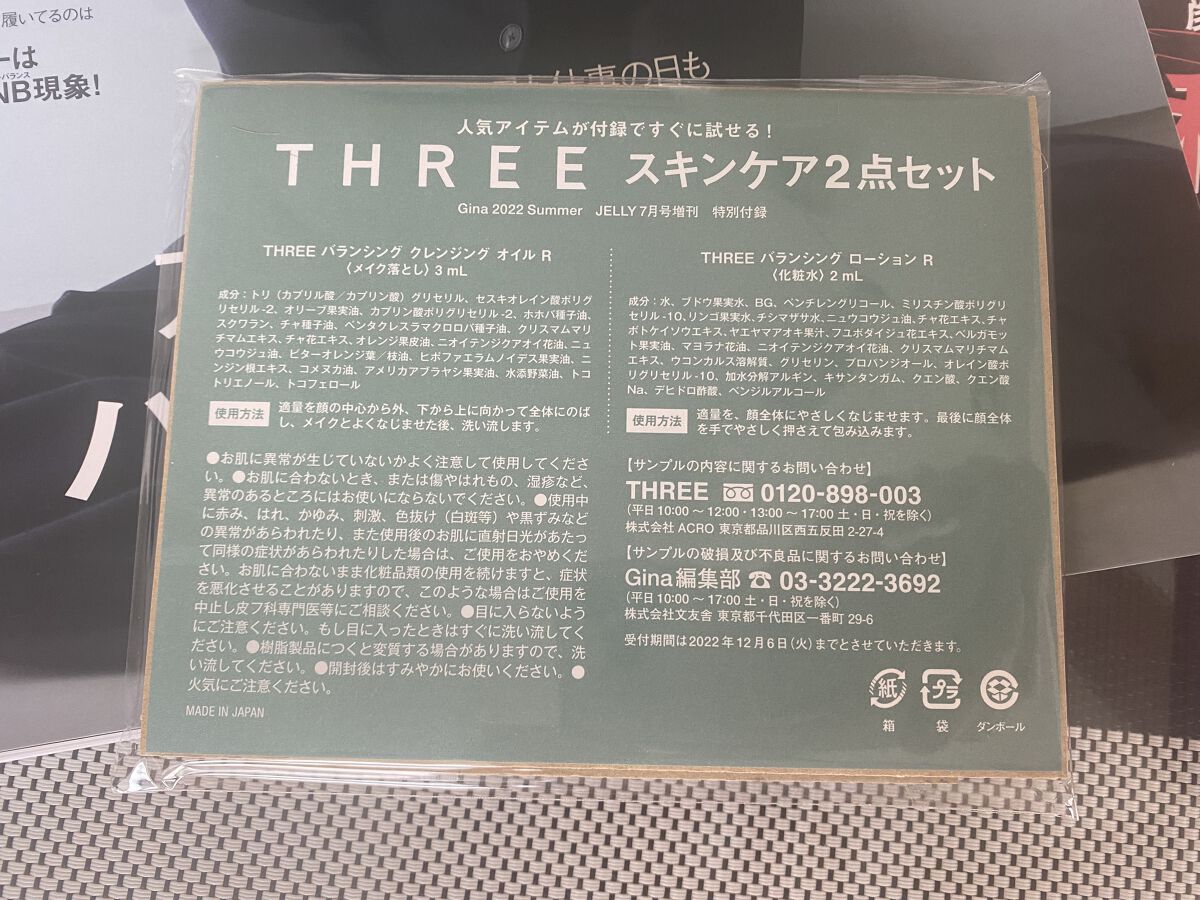 履いてるのは
ーは
NB現象!
の日も
人気アイテムが付録ですぐに試せる!
THREE スキンケア2点セット
Gina 2022 Summer JELLY 7月号増刊 特別付録
THREE バランシング クレンジング オイル R
〈メイク落とし〉3 mL
成分:トリ(カプリル酸/カプリン酸)グリセリル、セスキオレイン酸ポリグ
リセリル-2、オリーブ果実油、カプリン酸ポリグリセリル-2、ホホバ種子油、
スクワラン、チャ種子油、ペンタクレスラマクロロバ種子油、クリスマムマリ
チマムエキス、チャ花エキス、オレンジ果皮油、ニオイテンジクアオイ花油、ニュ
ウコウジュ油、ビターオレンジ葉/枝油、ヒポファエラムノイデス果実油、ニ
ンジン根エキス、コメヌカ油、アメリカアブラヤシ果実油、水添野菜油、トコ
トリエノール、トコフェロール
使用方法
適量を顔の中心から外、下から上に向かって全体にのば
し、メイクとよくなじませた後、洗い流します。
THREE バランシング ローション R
〈化粧水〉2 mL
成分:水、ブドウ果実水、BG、ペンチレングリコール、ミリスチン酸ポリグリ
セリル-10、リンゴ果実水、チシマザサ水、ニュウコウジュ油、チャ花エキス、チャ
ボトケイソウエキス、ヤエヤマアオキ果汁、フユボダイジュ花エキス、ベルガモッ
ト果実油、マヨラナ花油、ニオイテンジクアオイ花油、クリスマムマリチマム
エキス、ウコンカルス溶解質、グリセリン、プロパンジオール、オレイン酸ポ
リグリセリル-10、加水分解アルギン、キサンタンガム、クエン酸、クエン酸
Na、デヒドロ酢酸、ベンジルアルコール
使用方法
適量を、顔全体にやさしくなじませます。最後に顔全体
を手でやさしく押さえて包み込みます。
●お肌に異常が生じていないかよく注意して使用してくださ
い。●お肌に合わないとき、または傷やはれもの、湿疹など、
異常のあるところにはお使いにならないでください。●使用中
に赤み、はれ、かゆみ、刺激、色抜け(白斑等)や黒ずみなど
の異常があらわれたり、また使用後のお肌に直射日光があたっ
て同様の症状があらわれたりした場合は、ご使用をおやめくだ
さい。お肌に合わないまま化粧品類の使用を続けますと、症状
を悪化させることがありますので、このような場合はご使用を
中止し皮フ科専門医等にご相談ください。●目に入らないよう
にご注意ください。もし目に入ったときはすぐに洗い流してく
ださい。●樹脂製品につくと変質する場合がありますので、洗
い流してください。●開封後はすみやかにお使いください。●
火気にご注意ください。
MADE IN JAPAN
【サンプルの内容に関するお問い合わせ】
THREE 0120-898-003
(平日 10:00 ～ 12:00・13:00 ～ 17:00 土・日・祝を除く)
株式会社 ACRO 東京都品川区西五反田 2-27-4
【サンプルの破損及び不良品に関するお問い合わせ】
Gina編集部 ☎ 03-3222-3692
(平日 10:00 ～ 17:00 土・日・祝を除く)
株式会社文友舎 東京都千代田区一番町 29-6
受付期間は2022年12月6日(火)までとさせていただきます。
紙 プラ
箱 袋 ダンボール